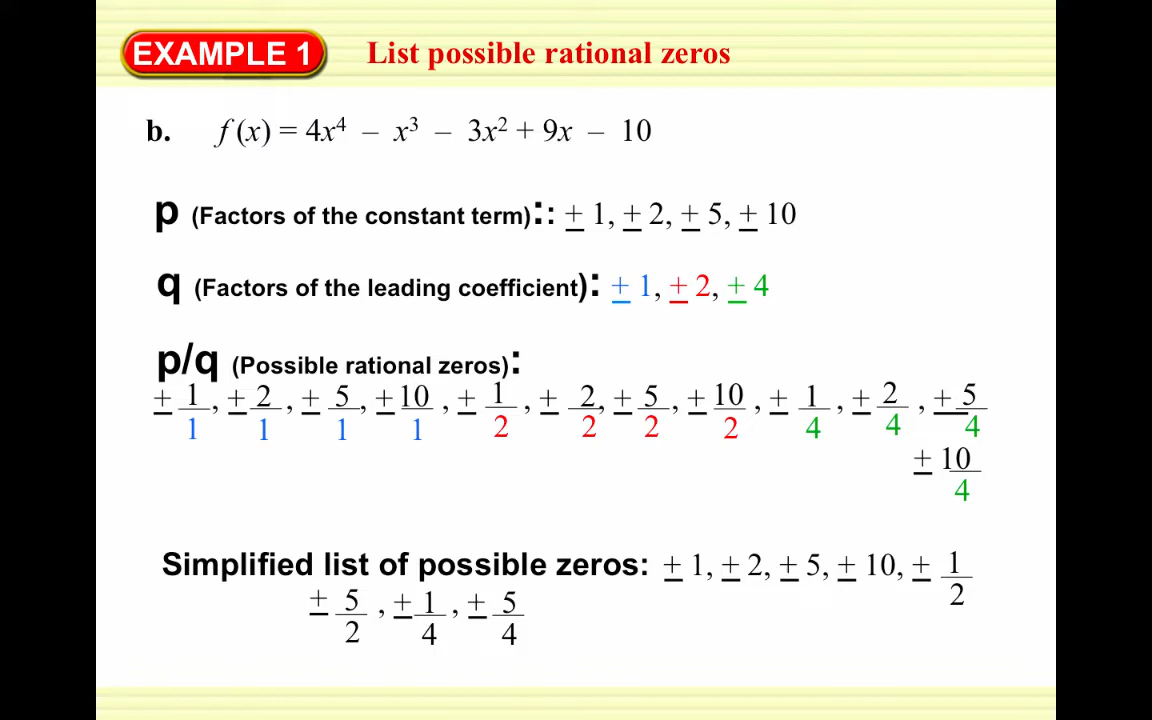 EXAMPLE 1 List possible rational zeros
b. f (x) = 4x⁴ – x³ – 3x² + 9x – 10
p (Factors of the constant term):: ± 1, ± 2, ± 5, ± 10
q (Factors of the leading coefficient): ± 1, ± 2, ± 4
p/q (Possible rational zeros):
± 1/1, ± 2/1, ± 5/1, ± 10/1, ± 1/2, ± 2/2, ± 5/2, ± 10/2, ± 1/4, ± 2/4, ± 5/4
± 10/4
Simplified list of possible zeros: ± 1, ± 2, ± 5, ± 10, ± 1/2
± 5/2, ± 1/4, ± 5/4